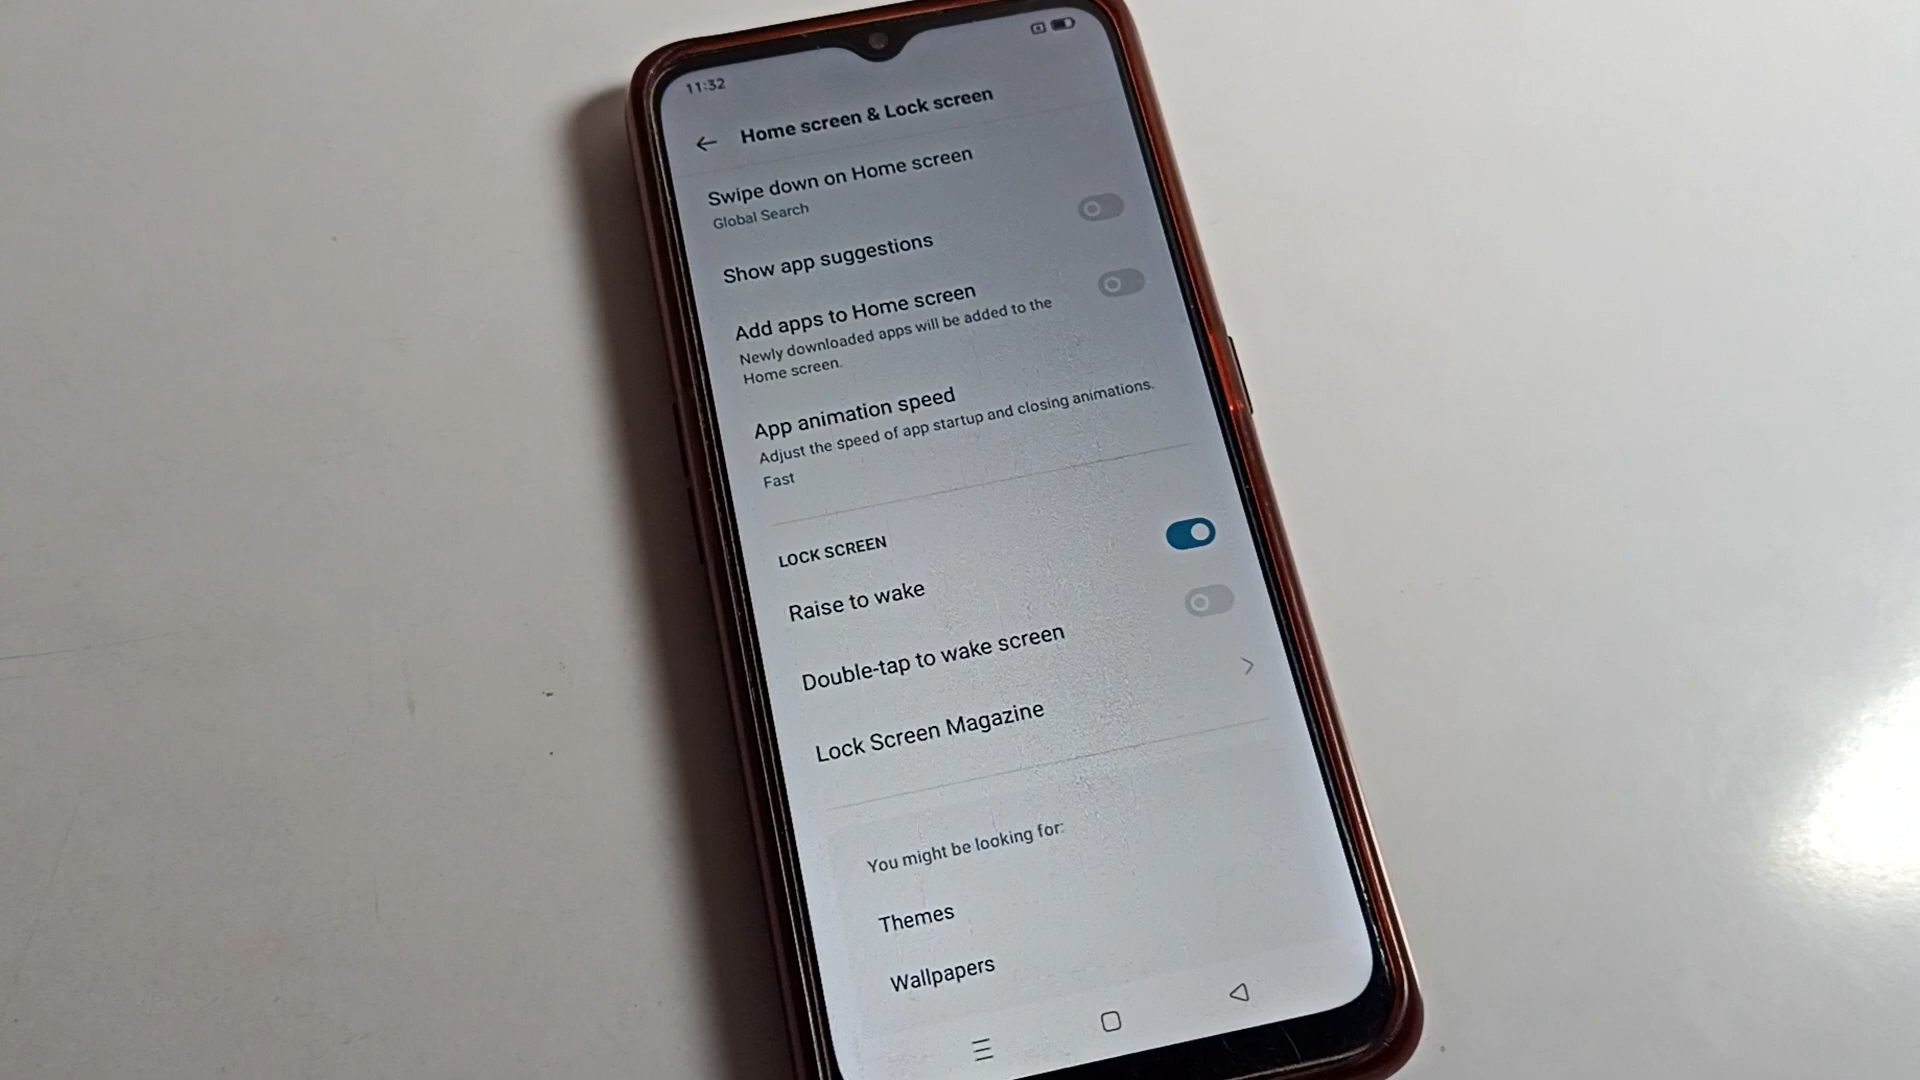 11:32
Home screen & Lock screen
Swipe down on Home screen
Global Search
Show app suggestions
Add apps to Home screen
Newly downloaded apps will be added to the
Home screen.
App animation speed
Adjust the speed of app startup and closing animations.
Fast
LOCK SCREEN
Raise to wake
Double-tap to wake screen
Lock Screen Magazine
You might be looking for:
Themes
Wallpapers